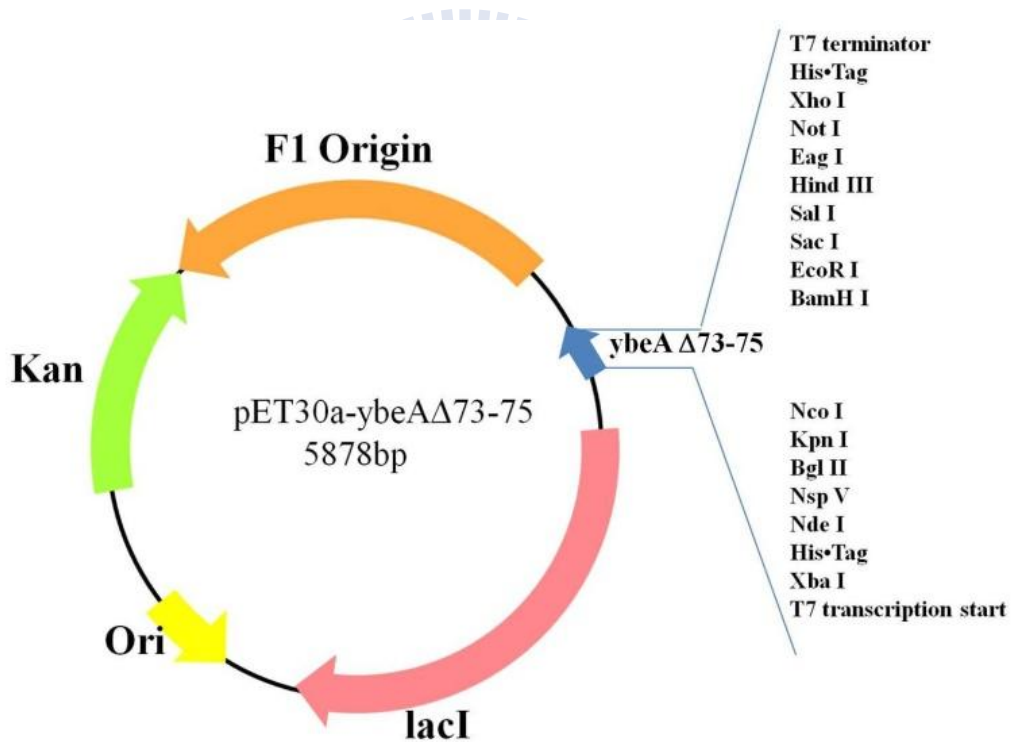 T7 terminator
His•Tag
Xho I
Not I
Eag I
Hind III
Sal I
Sac I
EcoR I
BamH I
F1 Origin
ybeA Δ73-75
Kan
pET30a-ybeAΔ73-75
5878bp
Nco I
Kpn I
Bgl II
Nsp V
Nde I
His•Tag
Xba I
T7 transcription start
Ori
lacI